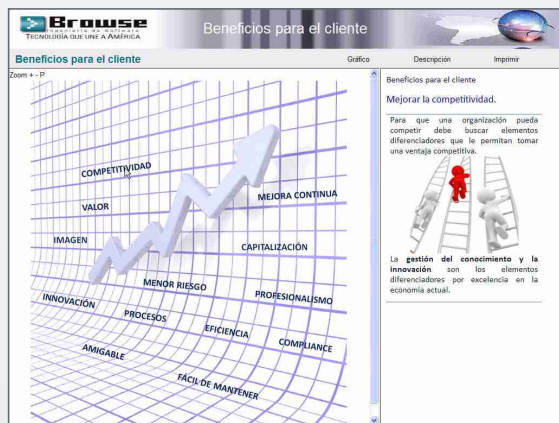 Browse
Ingeniería de Software
TECNOLOGÍA QUE UNE A AMÉRICA
Beneficios para el cliente
Beneficios para el cliente
Gráfico
Descripción
Imprimir
Zoom + - P
COMPETITIVIDAD
VALOR
MEJORA CONTINUA
IMAGEN
CAPITALIZACIÓN
MENOR RIESGO
INNOVACIÓN
PROFESIONALISMO
PROCESOS
EFICIENCIA
COMPLIANCE
AMIGABLE
FÁCIL DE MANTENER
Beneficios para el cliente
Mejorar la competitividad.
Para que una organización pueda
competir debe buscar elementos
diferenciadores que le permitan tomar
una ventaja competitiva.
La gestión del conocimiento y la
innovación son los elementos
diferenciadores por excelencia en la
economía actual.